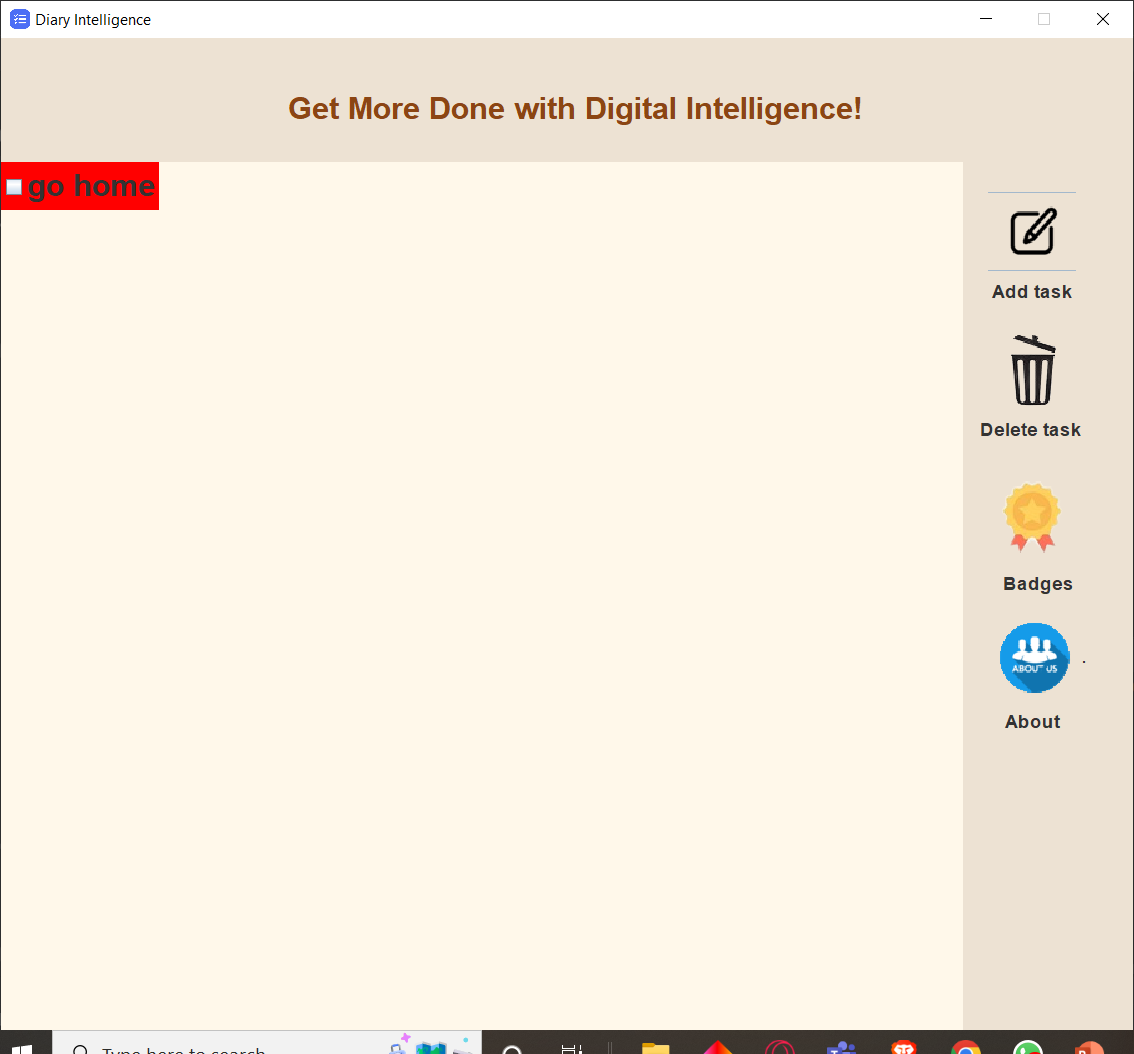 Diary Intelligence
Get More Done with Digital Intelligence!
go home
Add task
Delete task
Badges
ABOUT US
.
About
Type here to search